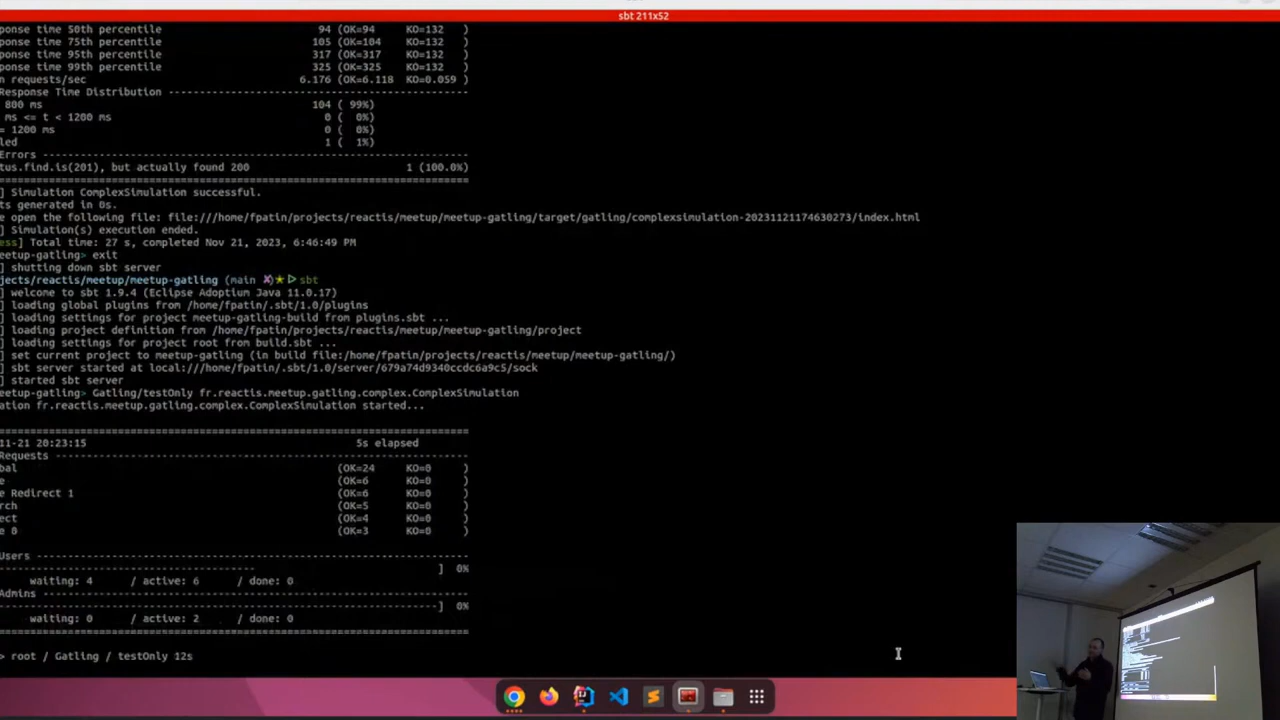 sbt 211x52
ponse time 50th percentile 94 (OK=94 KO=132 )
ponse time 75th percentile 105 (OK=104 KO=132 )
ponse time 95th percentile 317 (OK=317 KO=132 )
ponse time 99th percentile 325 (OK=325 KO=132 )
n requests/sec 6.176 (OK=6.118 KO=0.059 )
Response Time Distribution ------------------------------------------------
800 ms 104 ( 99%)
ms <= t < 1200 ms 0 ( 0%)
= 1200 ms 0 ( 0%)
led 1 ( 1%)
Errors --------------------------------------------------------------------
tus.find.is(201), but actually found 200 1 (100.0%)
================================================================================
] Simulation ComplexSimulation successful.
ts generated in 0s.
e open the following file: file:///home/fpatin/projects/reactis/meetup/meetup-gatling/target/gatling/complexsimulation-20231121174630273/index.html
] Simulation(s) execution ended.
ess] Total time: 27 s, completed Nov 21, 2023, 6:46:49 PM
eetup-gatling> exit
] shutting down sbt server
jects/reactis/meetup/meetup-gatling (main ✗)★ ▷ sbt
] welcome to sbt 1.9.4 (Eclipse Adoptium Java 11.0.17)
] loading global plugins from /home/fpatin/.sbt/1.0/plugins
] loading settings for project meetup-gatling-build from plugins.sbt ...
] loading project definition from /home/fpatin/projects/reactis/meetup/meetup-gatling/project
] loading settings for project root from build.sbt ...
] set current project to meetup-gatling (in build file:/home/fpatin/projects/reactis/meetup/meetup-gatling/)
] sbt server started at local:///home/fpatin/.sbt/1.0/server/679a74d9340ccdc6a9c5/sock
] started sbt server
eetup-gatling> Gatling/testOnly fr.reactis.meetup.gatling.complex.ComplexSimulation
ation fr.reactis.meetup.gatling.complex.ComplexSimulation started...
================================================================================
11-21 20:23:15 5s elapsed
Requests ------------------------------------------------------------------
bal (OK=24 KO=0 )
e (OK=6 KO=0 )
e Redirect 1 (OK=6 KO=0 )
rch (OK=5 KO=0 )
ect (OK=4 KO=0 )
e 0 (OK=3 KO=0 )
Users ---------------------------------------------------------------------
------------------------------------------- ] 0%
waiting: 4 / active: 6 / done: 0
Admins --------------------------------------------------------------------
--------------------------------------------------------------------------] 0%
waiting: 0 / active: 2 / done: 0
================================================================================
> root / Gatling / testOnly 12s